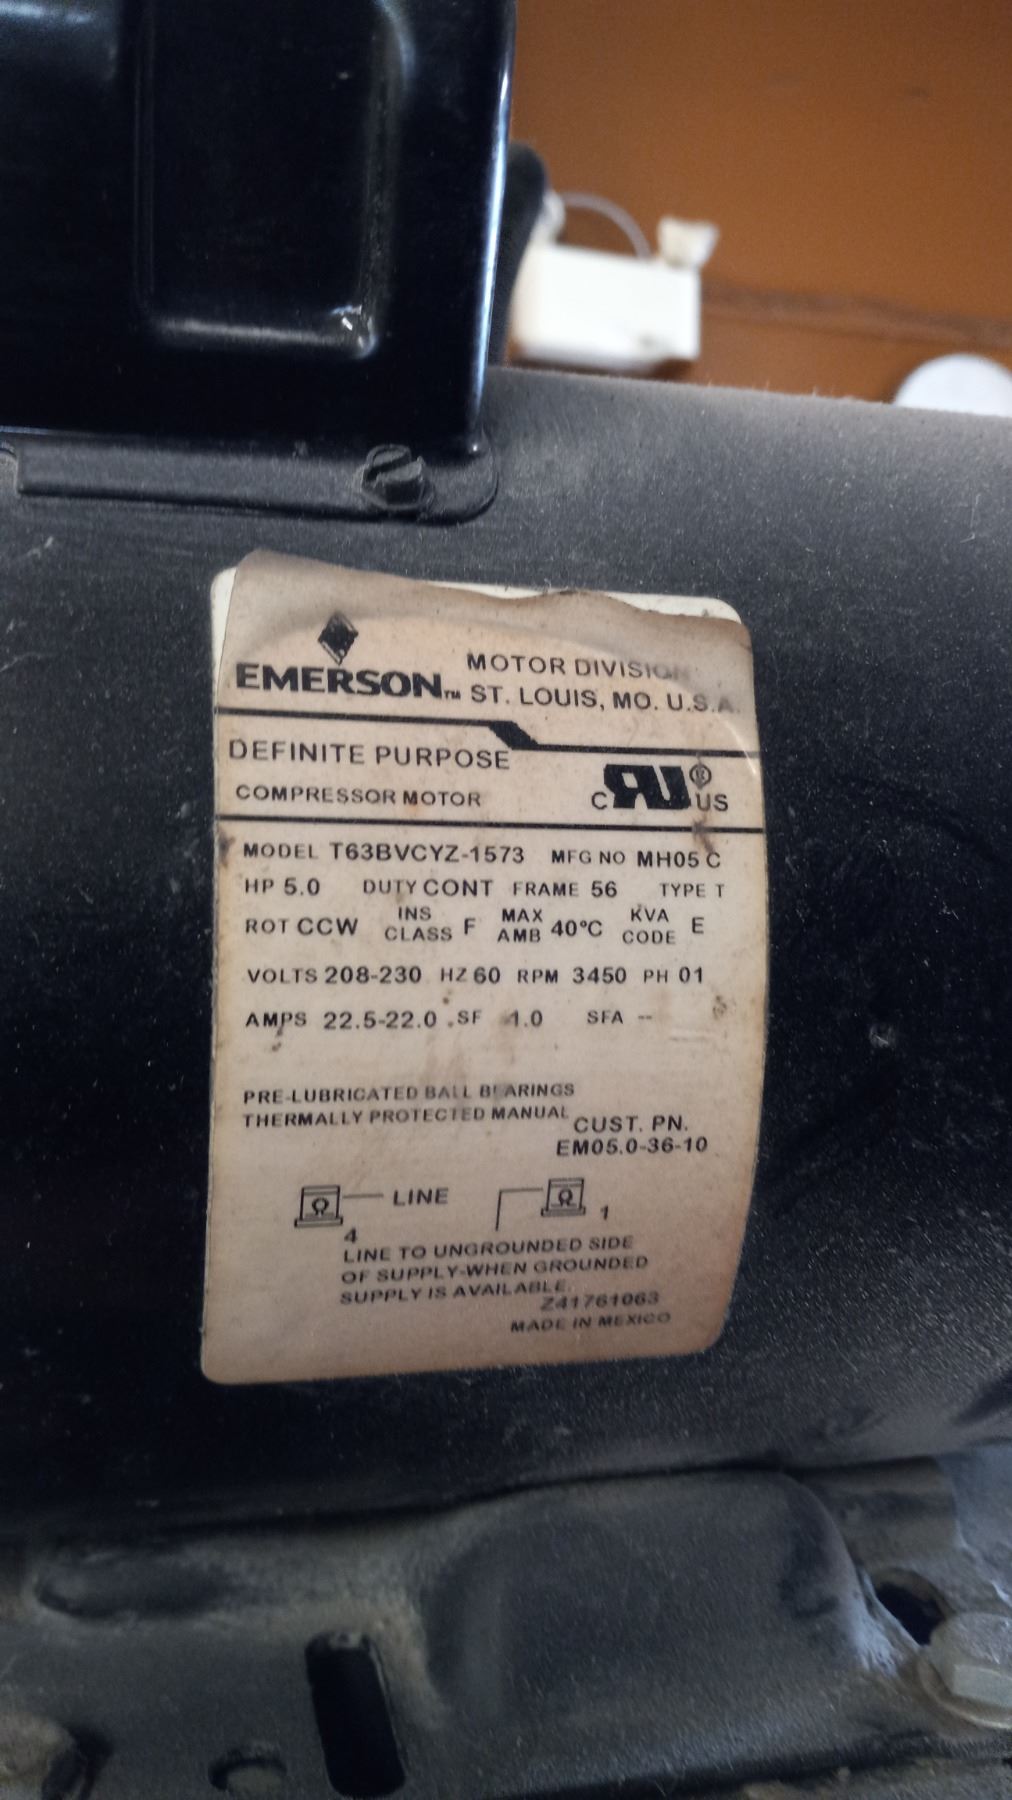 EMERSON™
MOTOR DIVISION
ST. LOUIS, MO. U.S.A.
DEFINITE PURPOSE
COMPRESSOR MOTOR
C RU® US
MODEL T63BVCYZ-1573 MFG NO MH05 C
HP 5.0 DUTY CONT FRAME 56 TYPE T
ROT CCW INS CLASS F MAX AMB 40°C KVA CODE E
VOLTS 208-230 HZ 60 RPM 3450 PH 01
AMPS 22.5-22.0 SF 1.0 SFA --
PRE-LUBRICATED BALL BEARINGS
THERMALLY PROTECTED MANUAL
CUST. PN.
EM05.0-36-10
LINE
4
1
LINE TO UNGROUNDED SIDE
OF SUPPLY-WHEN GROUNDED
SUPPLY IS AVAILABLE.
Z41761063
MADE IN MEXICO